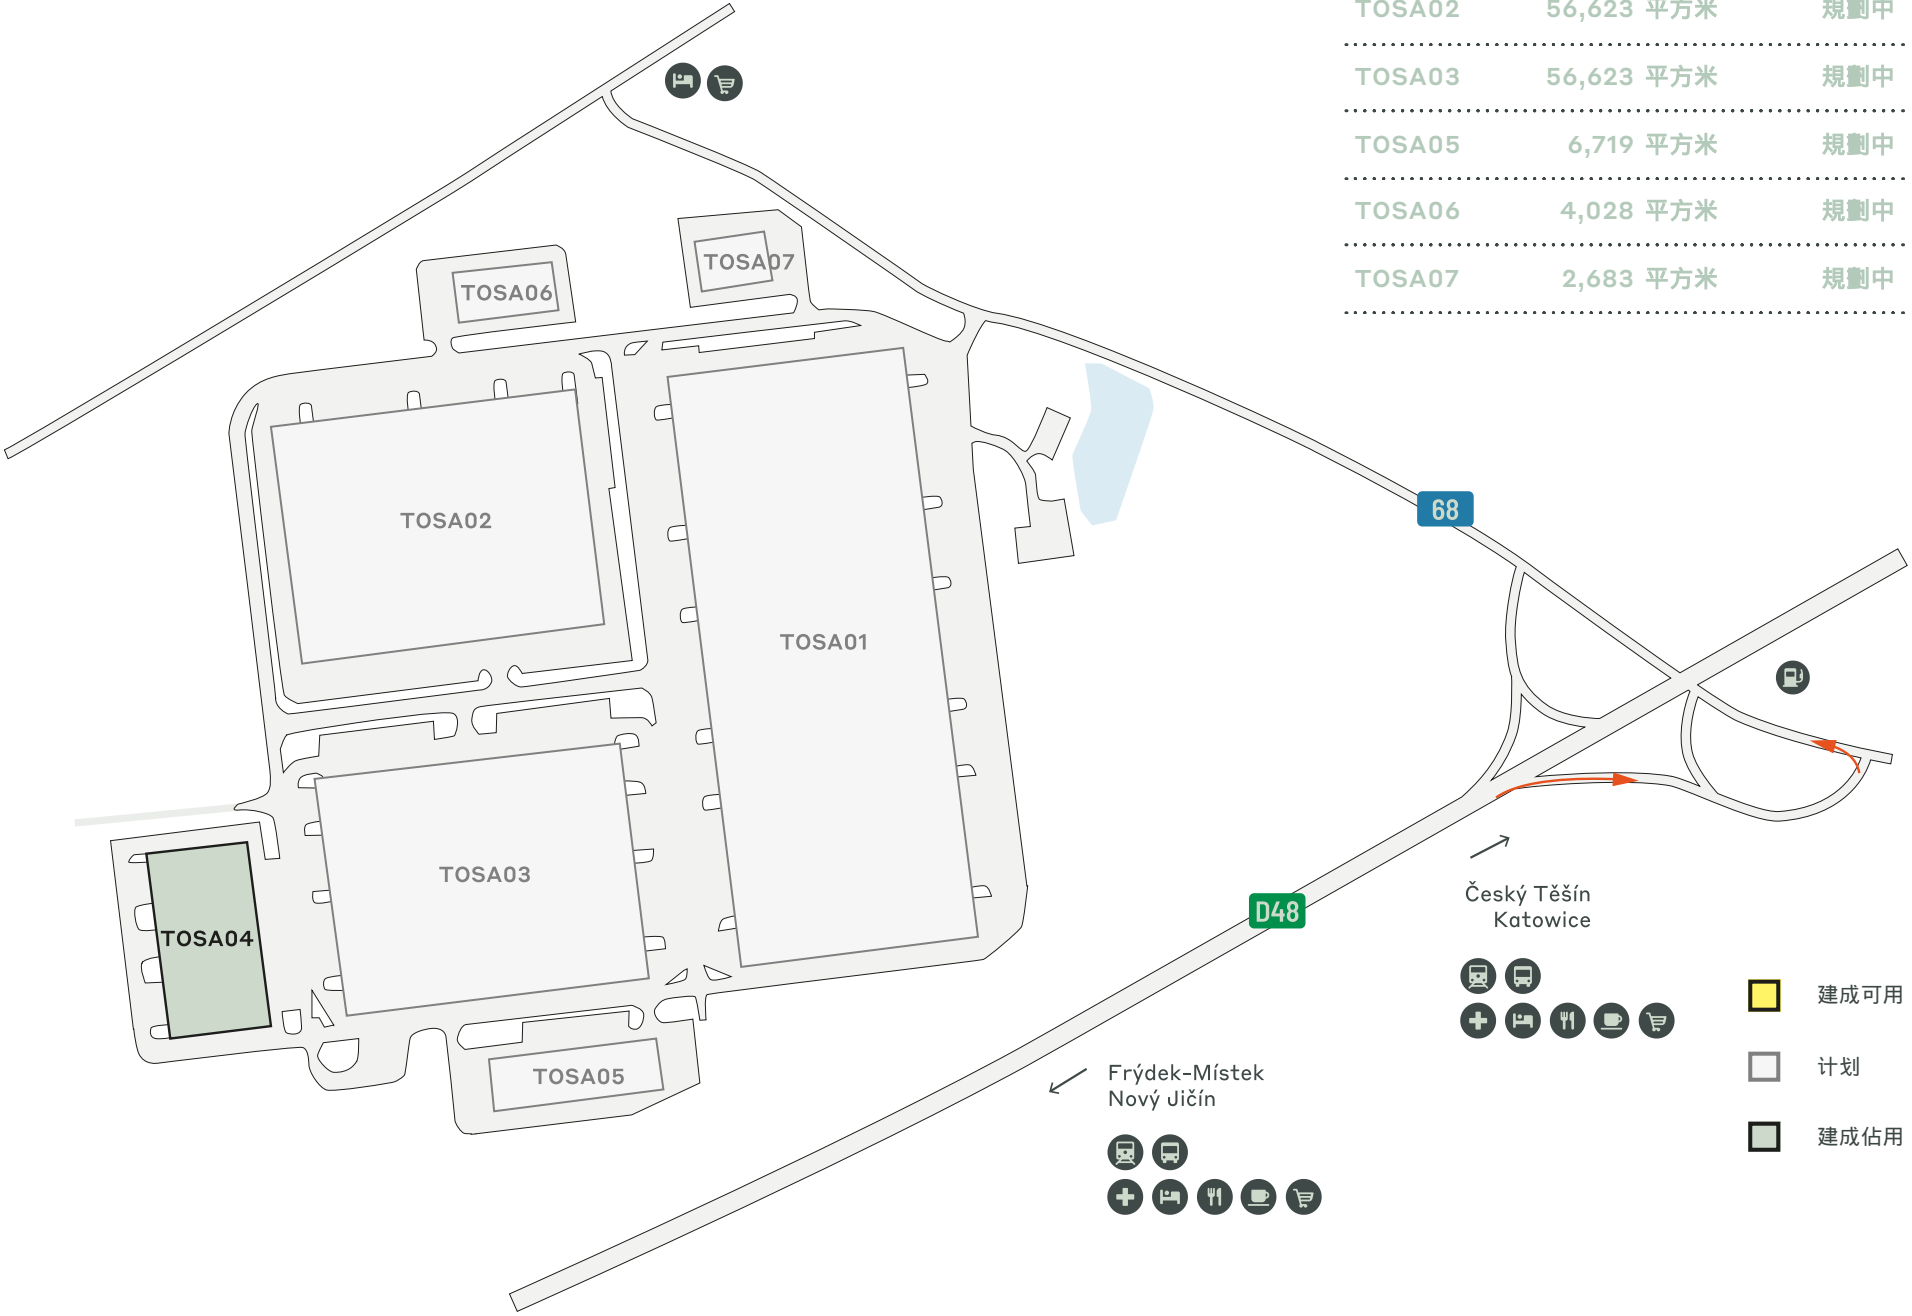 TOSA02 56,623 平方米 規劃中
TOSA03 56,623 平方米 規劃中
TOSA05 6,719 平方米 規劃中
TOSA06 4,028 平方米 規劃中
TOSA07 2,683 平方米 規劃中
TOSA07
TOSA06
TOSA02
68
TOSA01
TOSA03
TOSA04
D48
Český Těšín
Katowice
TOSA05
Frýdek-Místek
Nový Jičín
建成可用
计划
建成佔用